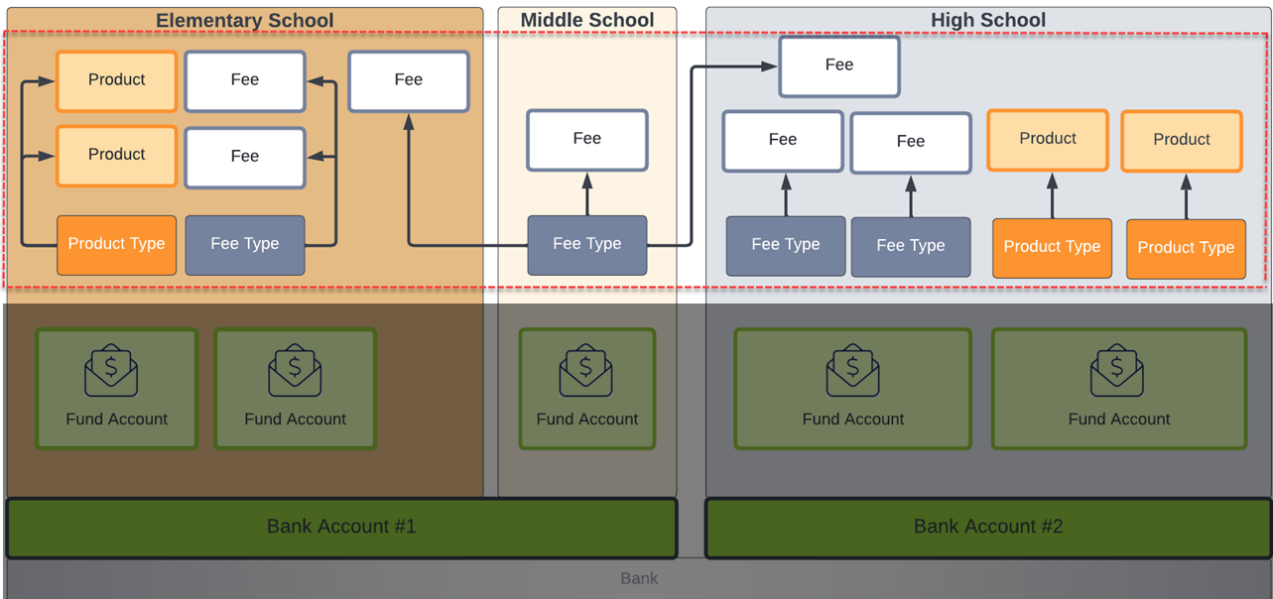 Elementary School
Middle School
High School
Product
Fee
Fee
Fee
Product
Fee
Fee
Fee
Fee
Product
Product
Product Type
Fee Type
Fee Type
Fee Type
Fee Type
Product Type
Product Type
Fund Account
Fund Account
Fund Account
Fund Account
Fund Account
Bank Account #1
Bank Account #2
Bank